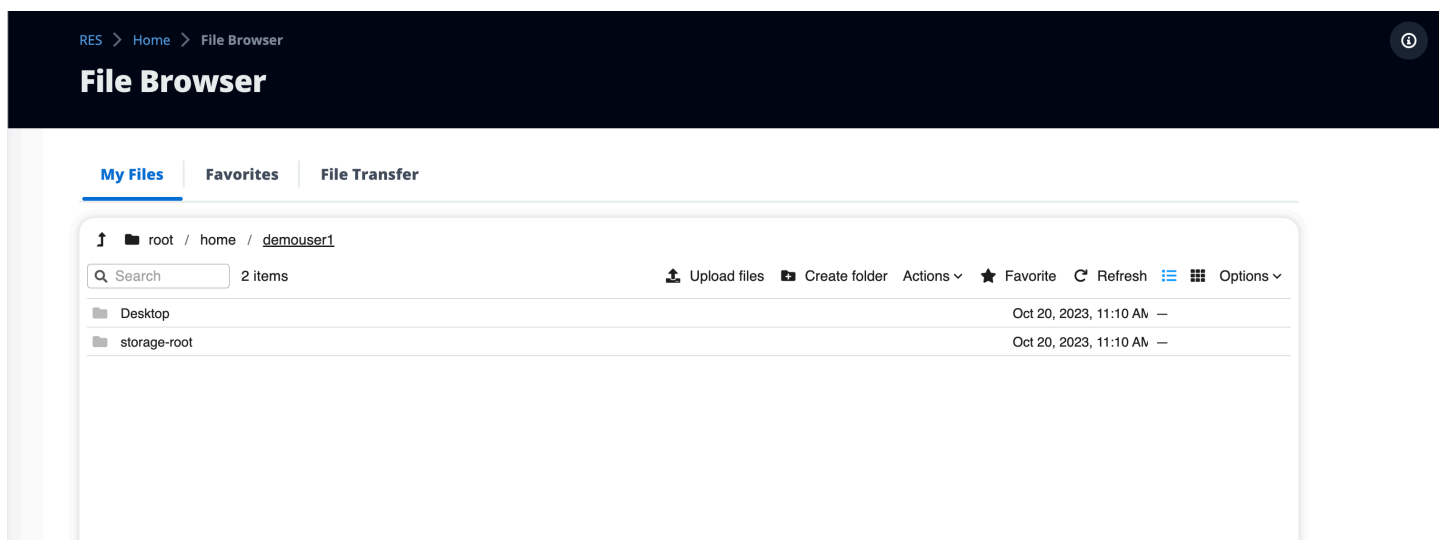 RES > Home > File Browser
File Browser
My Files Favorites File Transfer
root / home / demouser1
Search 2 items Upload files Create folder Actions Favorite Refresh Options
Desktop Oct 20, 2023, 11:10 AM —
storage-root Oct 20, 2023, 11:10 AM —